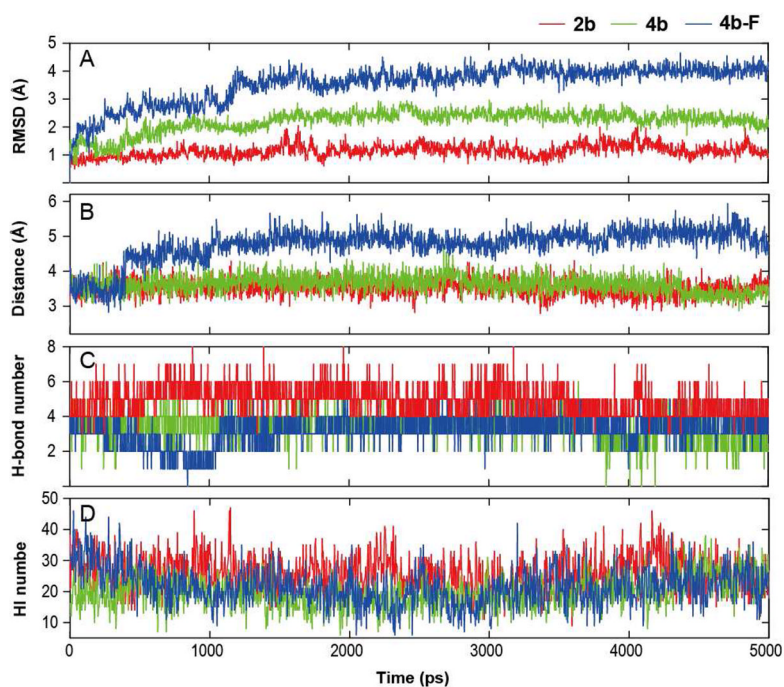 2b 4b 4b-F
A
RMSD (Å)
5
4
3
2
1
B
Distance (Å)
6
5
4
3
C
H-bond number
8
6
4
2
D
HI numbe
50
40
30
20
10
0 1000 2000 3000 4000 5000
Time (ps)